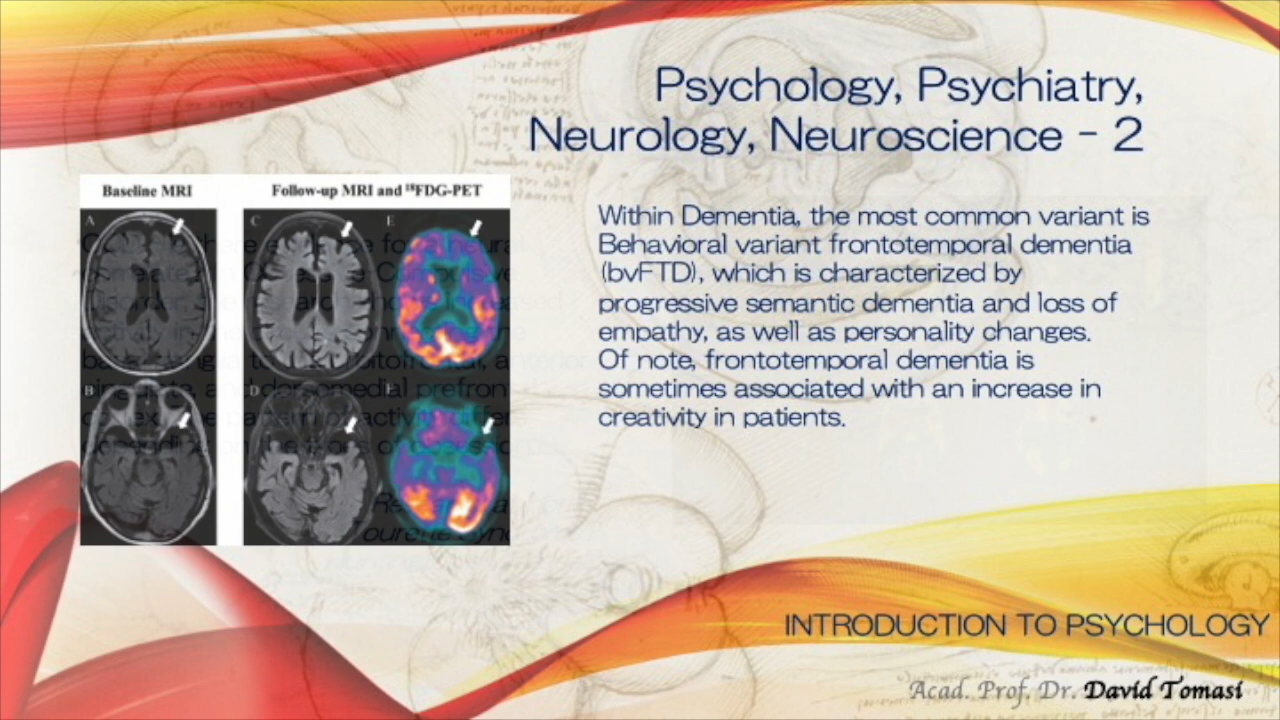 Psychology, Psychiatry,
Neurology, Neuroscience - 2
Baseline MRI
Follow-up MRI and ¹⁸FDG-PET
A
C
E
B
D
Within Dementia, the most common variant is
Behavioral variant frontotemporal dementia
(bvFTD), which is characterized by
progressive semantic dementia and loss of
empathy, as well as personality changes.
Of note, frontotemporal dementia is
sometimes associated with an increase in
creativity in patients.
INTRODUCTION TO PSYCHOLOGY
Acad. Prof. Dr. David Tomasi